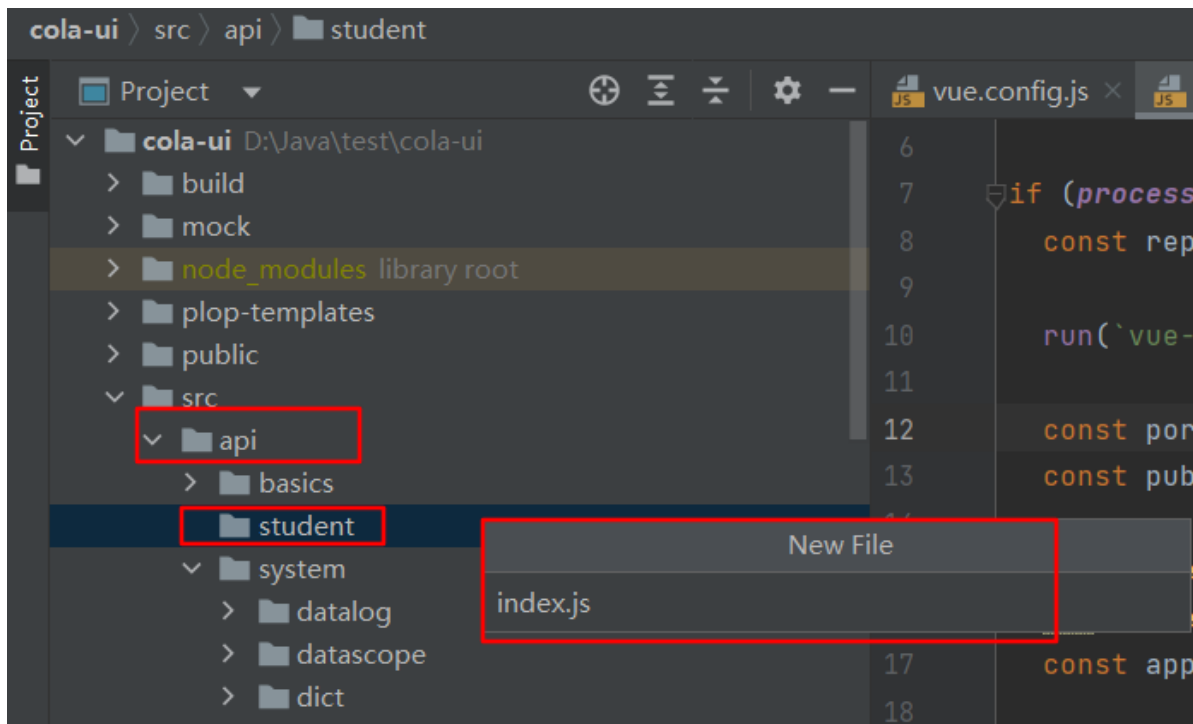 cola-ui 〉 src 〉 api 〉 student
Project
Project
vue.config.js
JS
JS
cola-ui D:\Java\test\cola-ui
build
mock
node_modules library root
plop-templates
public
src
api
basics
student
system
datalog
datascope
dict
6
7 if (process
8 const rep
9
10 run(`vue-
11
12 const por
13 const pub
New File
index.js
17 const app
18